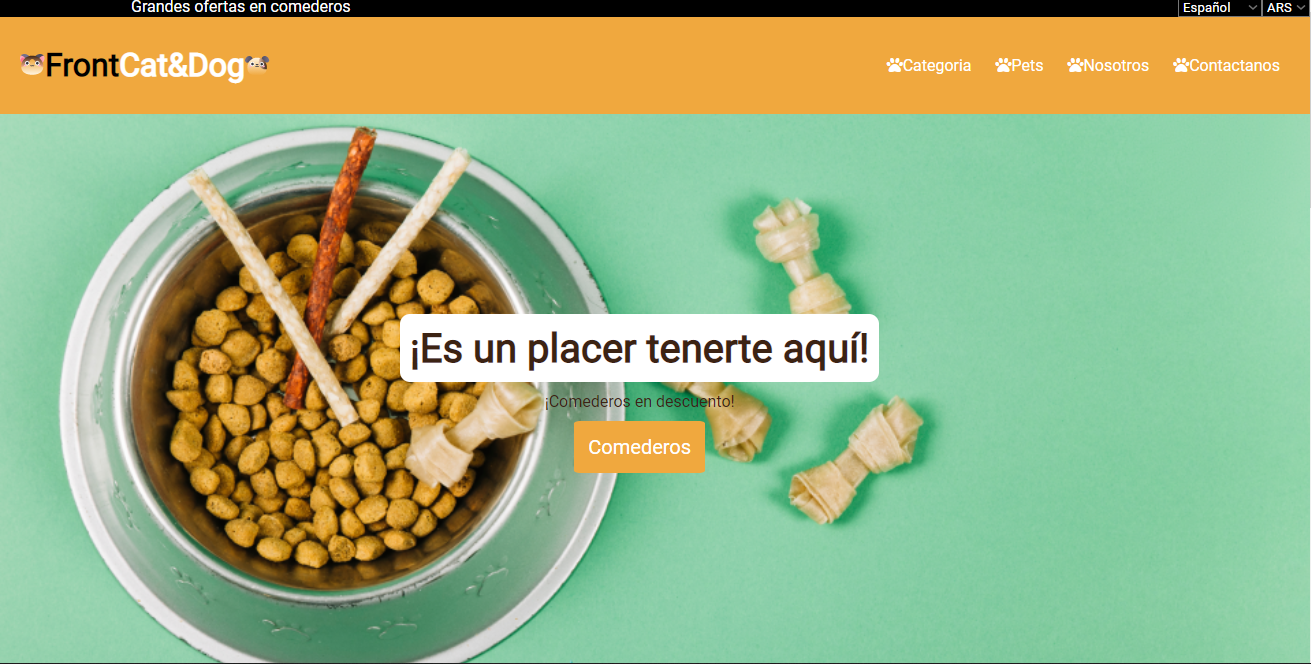 Grandes ofertas en comederos
Español ARS
FrontCat&Dog
Categoria Pets Nosotros Contactanos
¡Es un placer tenerte aquí!
¡Comederos en descuento!
Comederos